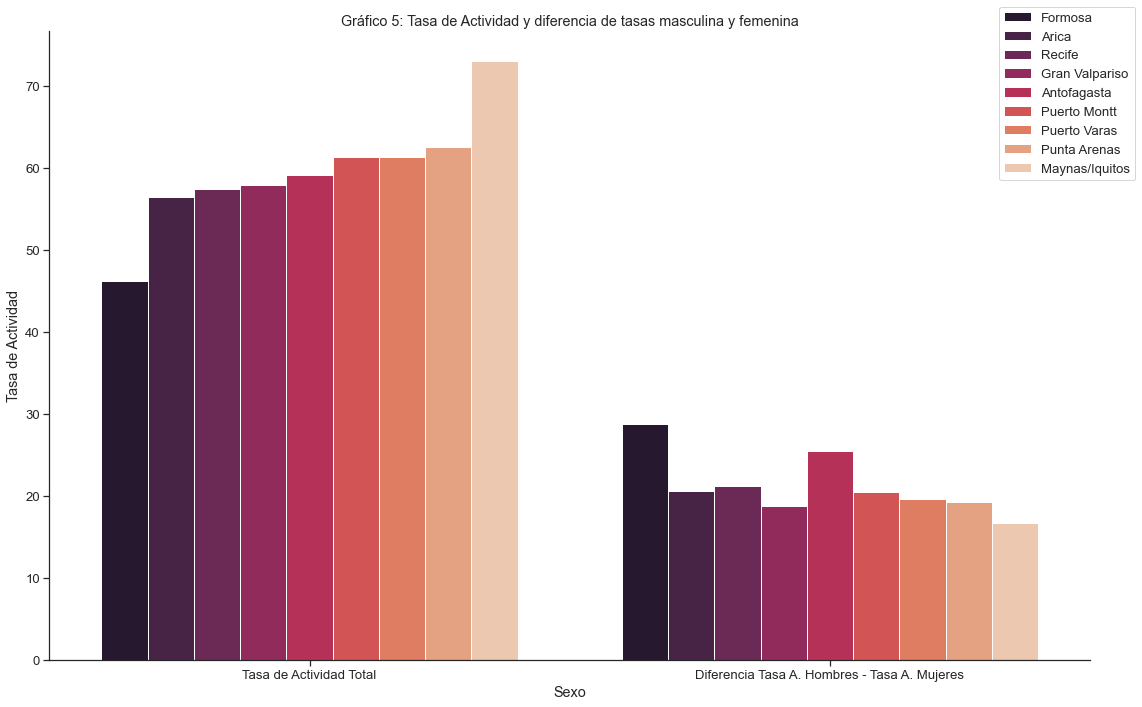 Gráfico 5: Tasa de Actividad y diferencia de tasas masculina y femenina
Formosa
Arica
Recife
Gran Valpariso
Antofagasta
Puerto Montt
Puerto Varas
Punta Arenas
Maynas/Iquitos
Tasa de Actividad
70
60
50
40
30
20
10
0
Tasa de Actividad Total
Diferencia Tasa A. Hombres - Tasa A. Mujeres
Sexo